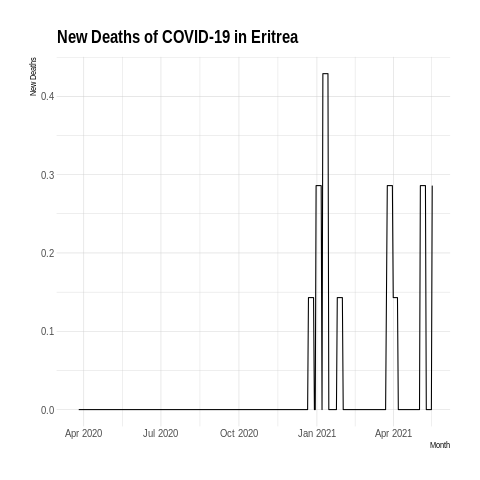 New Deaths of COVID-19 in Eritrea
New Deaths
0.4
0.3
0.2
0.1
0.0
Apr 2020 Jul 2020 Oct 2020 Jan 2021 Apr 2021
Month